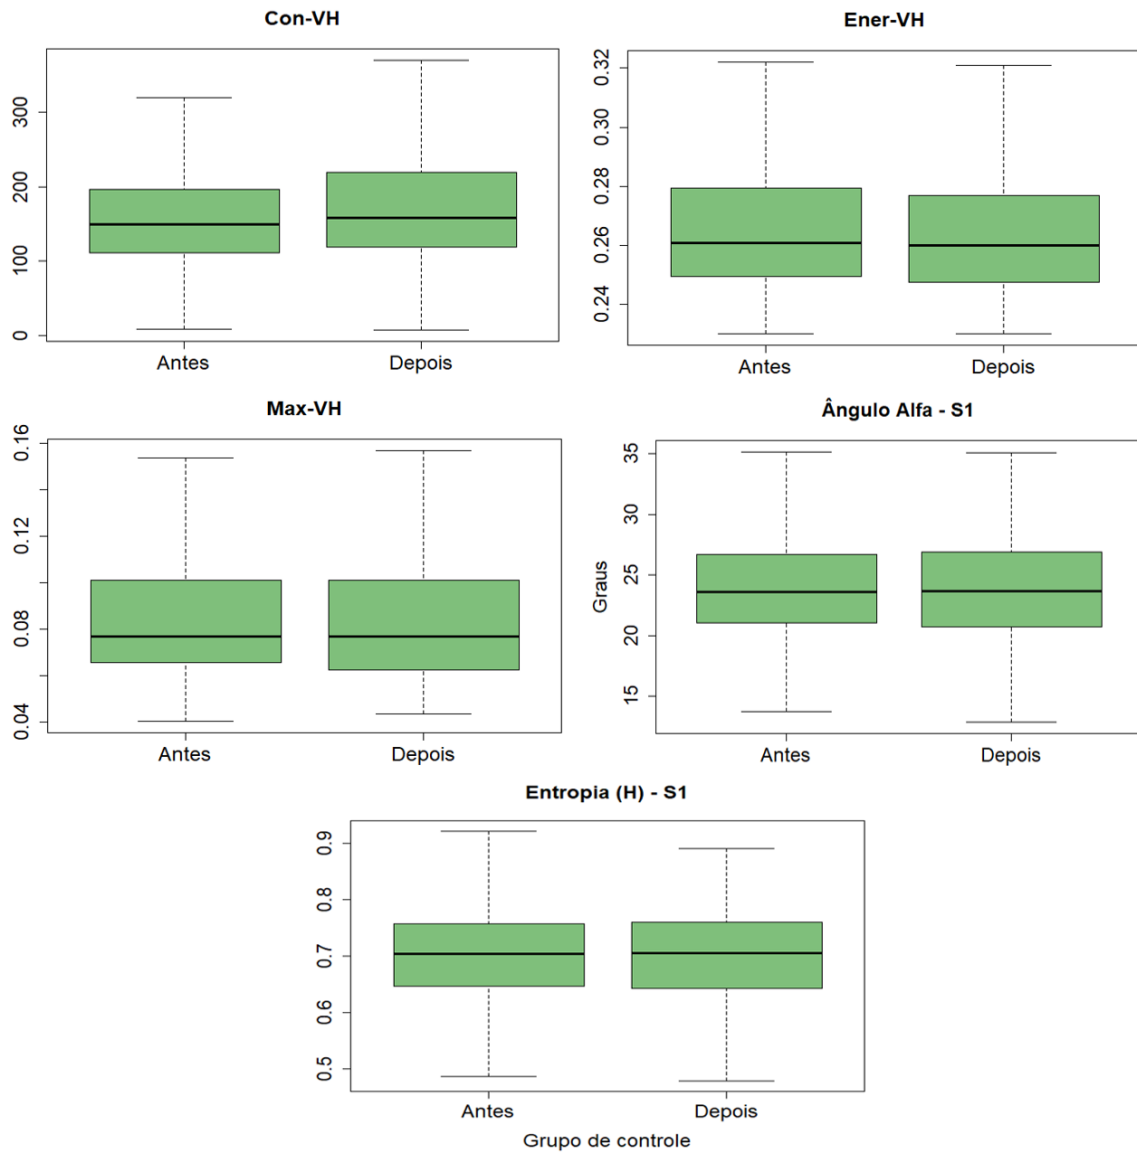 Con-VH
300
200
100
0
Antes Depois
Ener-VH
0.32
0.30
0.28
0.26
0.24
Antes Depois
Max-VH
0.16
0.12
0.08
0.04
Antes Depois
Ângulo Alfa - S1
Graus
35
30
25
20
15
Antes Depois
Entropia (H) - S1
0.9
0.8
0.7
0.6
0.5
Antes Depois
Grupo de controle